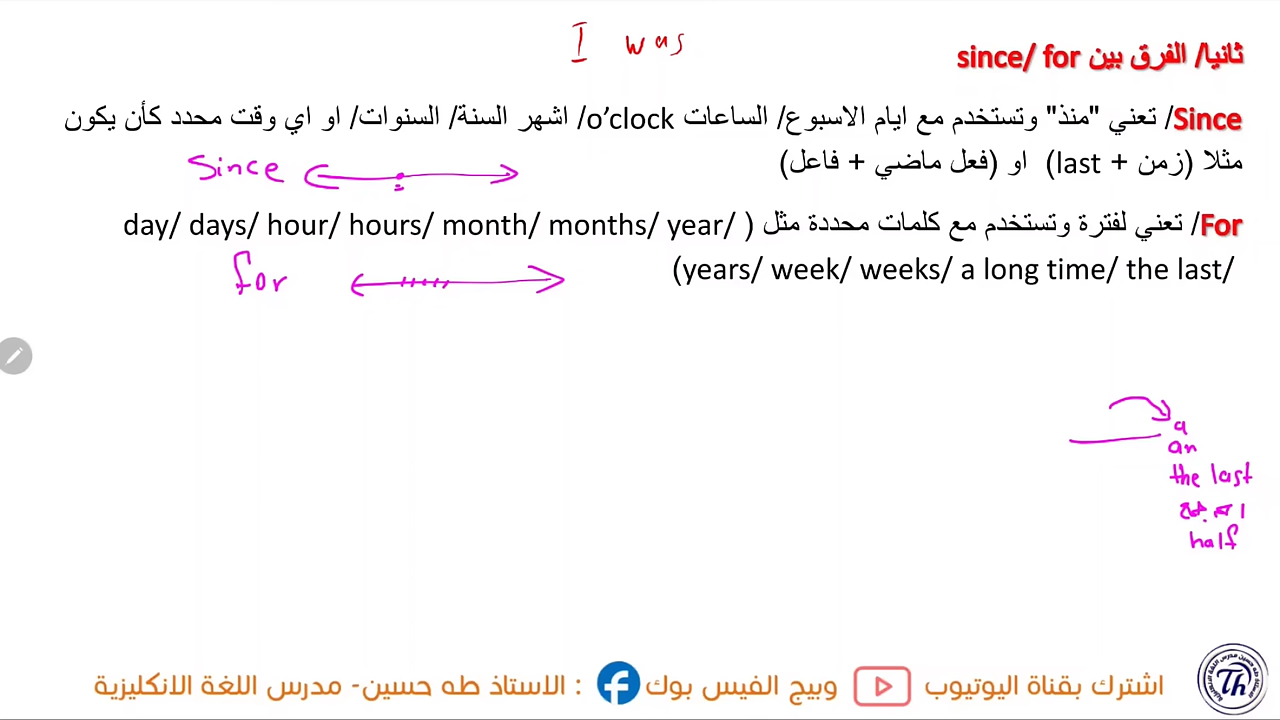 I was
ثانيا/ الفرق بين since/ for
Since/ تعني "منذ" وتستخدم مع ايام الاسبوع/ الساعات o'clock/ اشهر السنة/ السنوات/ او اي وقت محدد كأن يكون
مثلا (زمن + last) او (فعل ماضي + فاعل)
Since
For/ تعني لفترة وتستخدم مع كلمات محددة مثل ( day/ days/ hour/ hours/ month/ months/ year/
years/ week/ weeks/ a long time/ the last/)
for
a
an
the last
half
اشترك بقناة اليوتيوب وبيج الفيس بوك : الاستاذ طه حسين- مدرس اللغة الانكليزية
Th